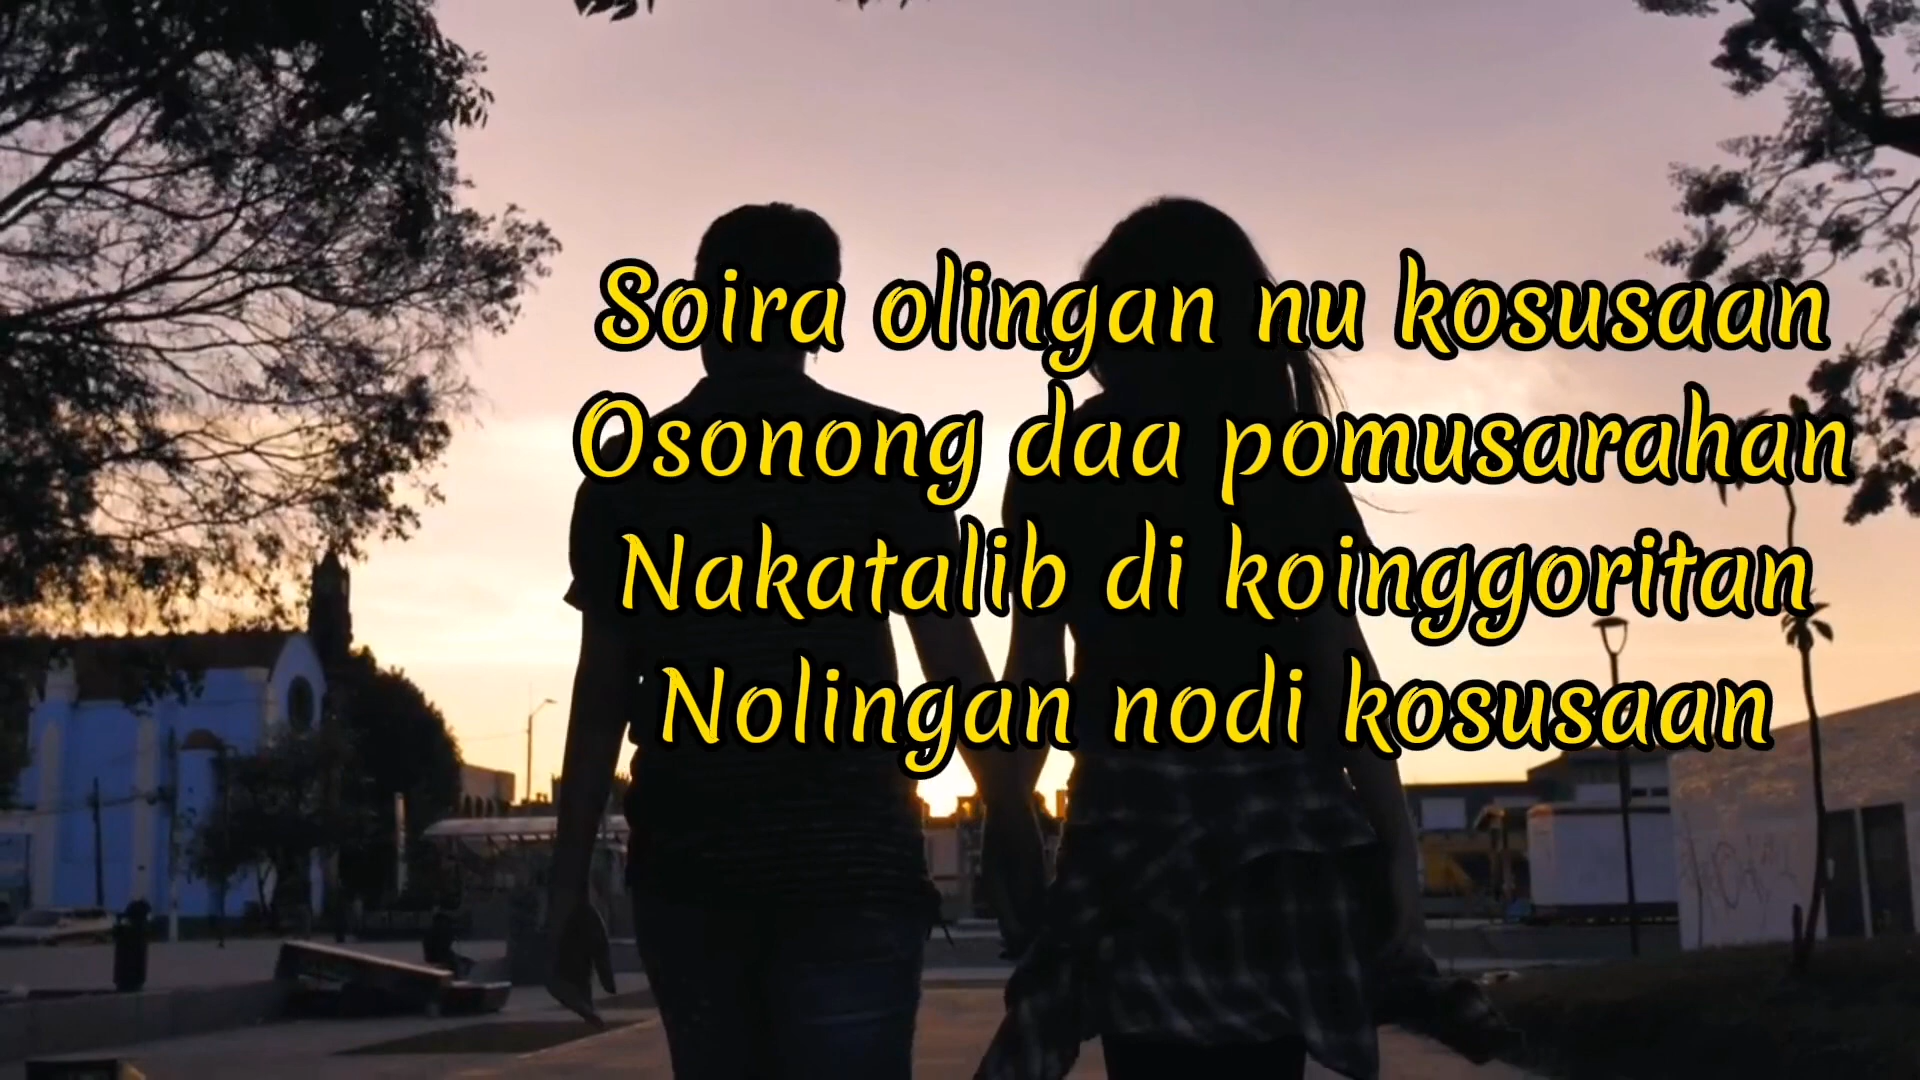 Soira olingan nu kosusaan
Osonong daa pomusarahan
Nakatalib di koinggoritan
Nolingan nodi kosusaan